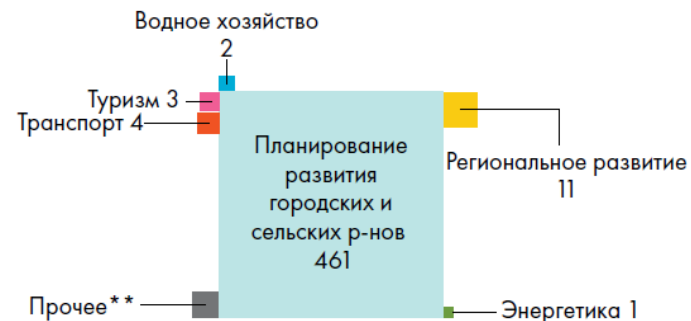 Водное хозяйство
2
Туризм 3
Транспорт 4
Планирование
развития
городских и
сельских р-нов
461
Региональное развитие
11
Прочее**
Энергетика 1